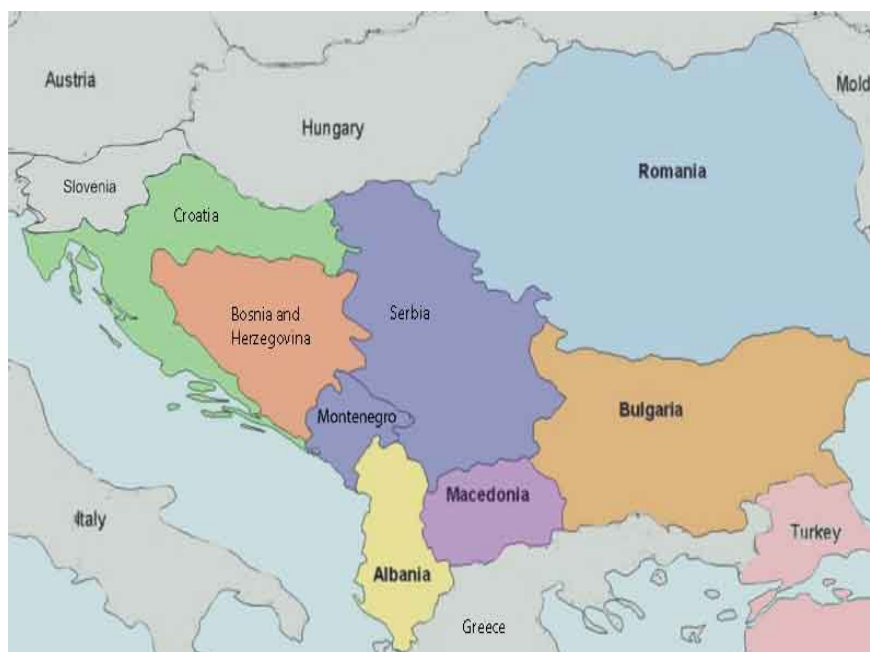 Austria
Mold
Hungary
Romania
Slovenia
Croatia
Bosnia and
Herzegovina
Serbia
Montenegro
Bulgaria
Macedonia
Italy
Turkey
Albania
Greece